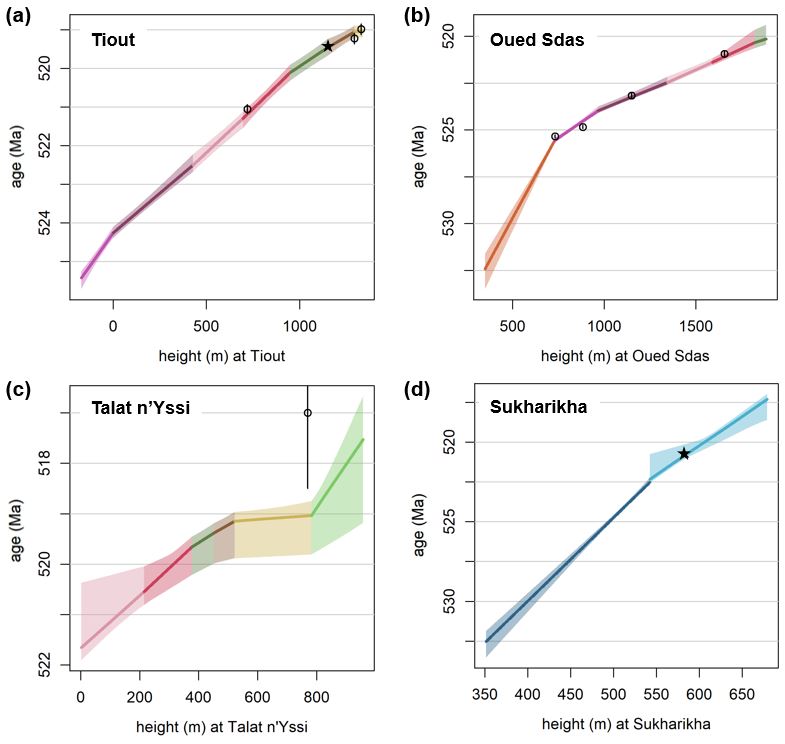 (a)
Tiout
520
522
524
age (Ma)
0
500
1000
height (m) at Tiout
(b)
Oued Sdas
520
525
530
age (Ma)
500
1000
1500
height (m) at Oued Sdas
(c)
Talat n’Yssi
518
520
522
age (Ma)
0
200
400
600
800
height (m) at Talat n'Yssi
(d)
Sukharikha
520
525
530
age (Ma)
350
400
450
500
550
600
650
height (m) at Sukharikha